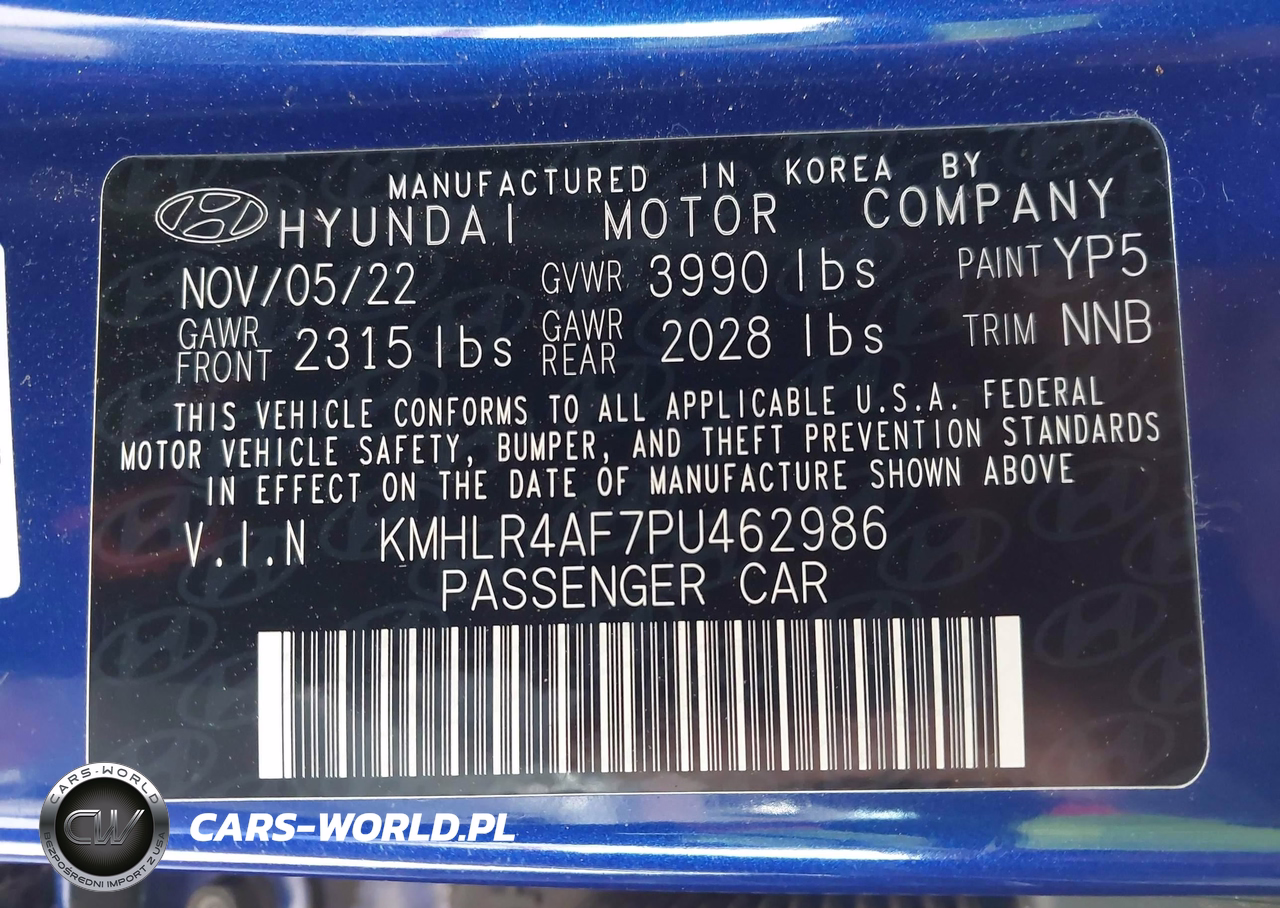 MANUFACTURED IN KOREA BY
HYUNDAI MOTOR COMPANY
NOV/05/22 GVWR 3990 lbs PAINT YP5
GAWR FRONT 2315 lbs GAWR REAR 2028 lbs TRIM NNB
THIS VEHICLE CONFORMS TO ALL APPLICABLE U.S.A. FEDERAL
MOTOR VEHICLE SAFETY, BUMPER, AND THEFT PREVENTION STANDARDS
IN EFFECT ON THE DATE OF MANUFACTURE SHOWN ABOVE
V.I.N KMHLR4AF7PU462986
PASSENGER CAR
CARS-WORLD
CW
BEZPOŚREDNI IMPORT Z USA
CARS-WORLD.PL